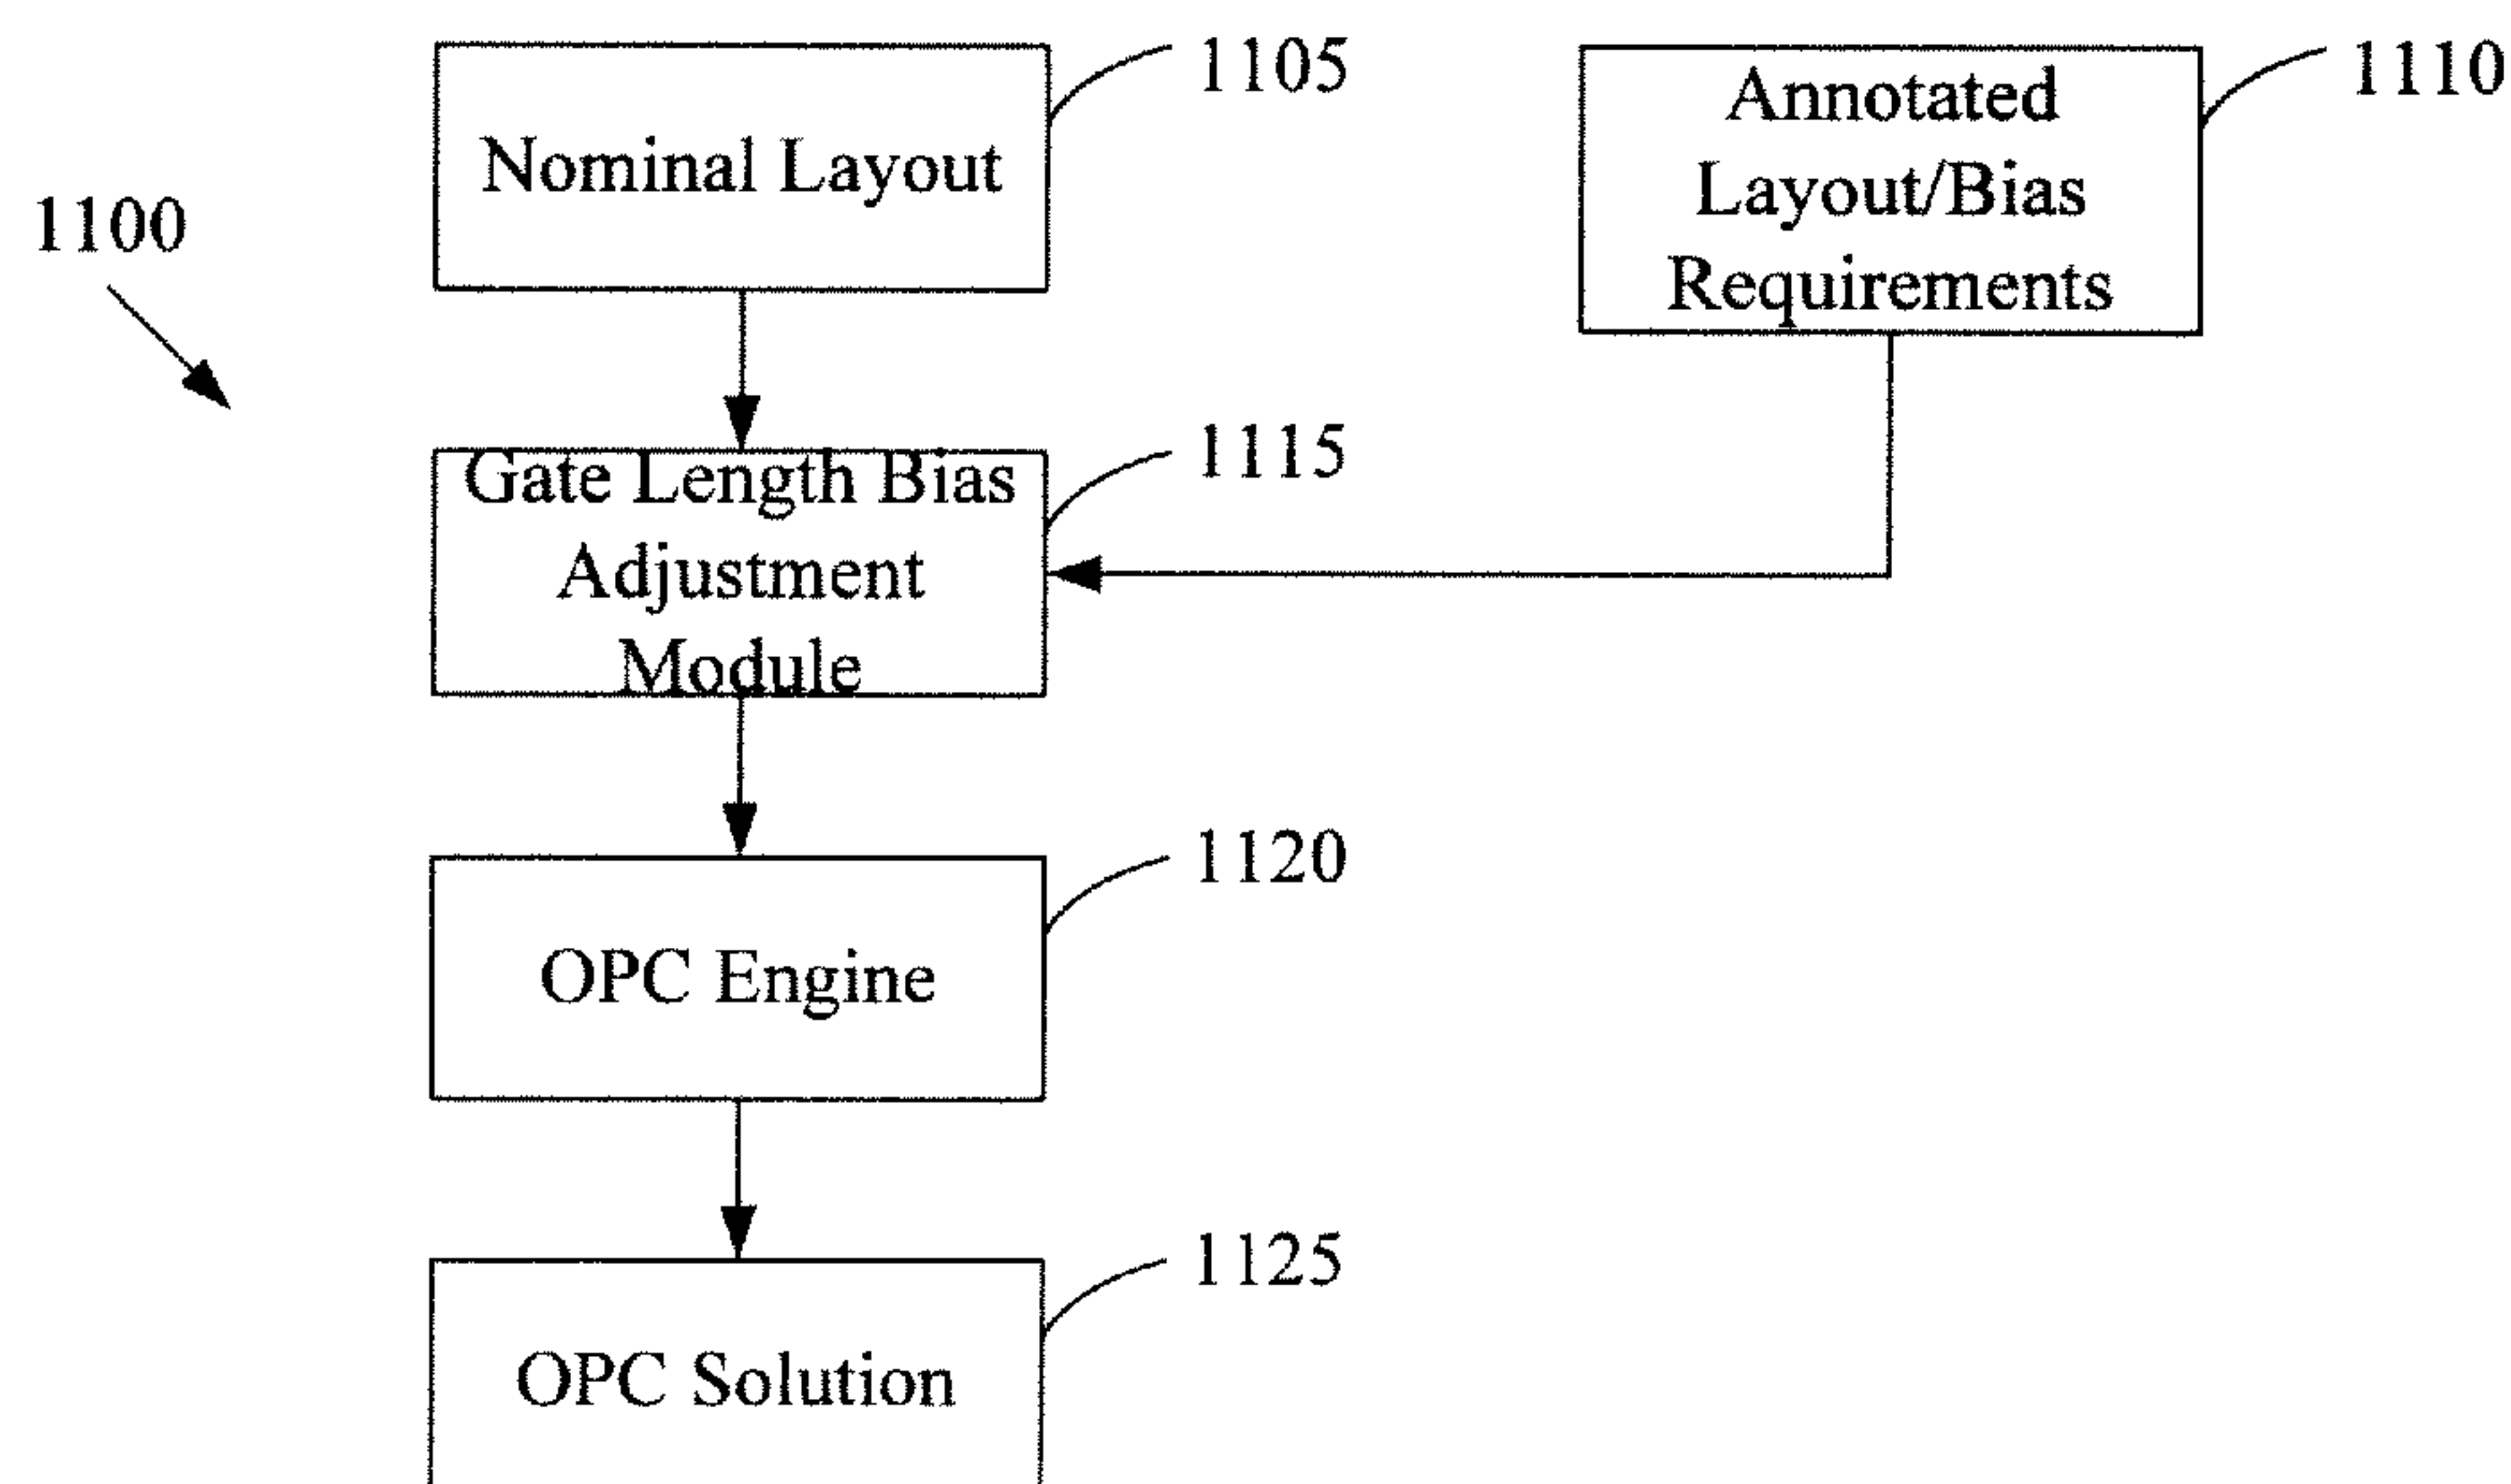 1100
Nominal Layout
1105
Annotated
Layout/Bias
Requirements
1110
Gate Length Bias
Adjustment
Module
1115
OPC Engine
1120
OPC Solution
1125